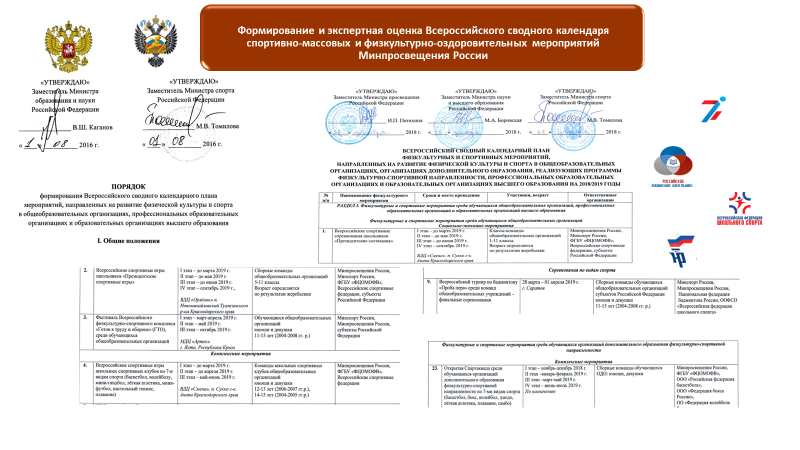 Формирование и экспертная оценка Всероссийского сводного календаря
спортивно-массовых и физкультурно-оздоровительных мероприятий
Минпросвещения России
«УТВЕРЖДАЮ»
Заместитель Министра
образования и науки
Российской Федерации
В.Ш. Каганов
« 1 » 08 2016 г.
«УТВЕРЖДАЮ»
Заместитель Министра спорта
Российской Федерации
М.В. Томилова
« 01 » 08 2016 г.
ПОРЯДОК
формирования Всероссийского сводного календарного плана
мероприятий, направленных на развитие физической культуры и спорта
в общеобразовательных организациях, профессиональных образовательных
организациях и образовательных организациях высшего образования
I. Общие положения
«УТВЕРЖДАЮ»
Заместитель Министра просвещения
Российской Федерации
И.П. Потехина
2018 г.
«УТВЕРЖДАЮ»
Заместитель Министра науки
и высшего образования
Российской Федерации
М.А. Боровская
2018 г.
«УТВЕРЖДАЮ»
Заместитель Министра спорта
Российской Федерации
М.В. Томилова
2018 г.
ВСЕРОССИЙСКИЙ СВОДНЫЙ КАЛЕНДАРНЫЙ ПЛАН
ФИЗКУЛЬТУРНЫХ И СПОРТИВНЫХ МЕРОПРИЯТИЙ,
НАПРАВЛЕННЫХ НА РАЗВИТИЕ ФИЗИЧЕСКОЙ КУЛЬТУРЫ И СПОРТА В ОБЩЕОБРАЗОВАТЕЛЬНЫХ
ОРГАНИЗАЦИЯХ, ОРГАНИЗАЦИЯХ ДОПОЛНИТЕЛЬНОГО ОБРАЗОВАНИЯ, РЕАЛИЗУЮЩИХ ПРОГРАММЫ
ФИЗКУЛЬТУРНО-СПОРТИВНОЙ НАПРАВЛЕННОСТИ, ПРОФЕССИОНАЛЬНЫХ ОБРАЗОВАТЕЛЬНЫХ
ОРГАНИЗАЦИЯХ И ОБРАЗОВАТЕЛЬНЫХ ОРГАНИЗАЦИЯХ ВЫСШЕГО ОБРАЗОВАНИЯ НА 2018/2019 ГОДЫ
№ п/п Наименование физкультурного мероприятия Сроки и место проведения Участники, возраст Ответственные организации
РАЗДЕЛ I. Физкультурные и спортивные мероприятия среди обучающихся общеобразовательных организаций, профессиональных
образовательных организаций и образовательных организаций высшего образования
Физкультурные и спортивные мероприятия среди обучающихся общеобразовательных организаций
Социально-значимые мероприятия
1. Всероссийские спортивные
соревнования школьников
«Президентские состязания»
I этап – до марта 2019 г.
II этап – до мая 2019 г.
III этап – до июня 2019 г.
IV этап – сентябрь 2019 г.
ВДЦ «Смена», п. Сукко г-к.
Анапа Краснодарского края
Классы-команды
общеобразовательных организаций
1-11 классы
Возраст определяется
по результатам жеребьевки
Минпросвещения России,
Минспорт России,
ФГБУ «ФЦОМОФВ»,
Всероссийские спортивные
федерации, субъекты
Российской Федерации
2. Всероссийские спортивные игры
школьников «Президентские
спортивные игры»
I этап – до марта 2019 г.
II этап – до мая 2019 г.
III этап – до июня 2019 г.
IV этап – сентябрь 2019 г.,
ВДЦ «Орлёнок» п.
Новомихайловский Туапсинского
р-на Краснодарского края
Сборные команды
общеобразовательных организаций
5-11 классы.
Возраст определяется
по результатам жеребьевки
Минпросвещения России,
Минспорт России,
ФГБУ «ФЦОМОФВ»,
Всероссийские спортивные
федерации, субъекты
Российской Федерации
3. Фестиваль Всероссийского
физкультурно-спортивного комплекса
«Готов к труду и обороне» (ГТО),
среди обучающихся
общеобразовательных организаций
I этап – март-апрель 2019 г.
II этап – май 2019 г.
III этап – октябрь 2019 г.
МДЦ «Артек»
г. Ялта, Республика Крым
Обучающиеся общеобразовательных
организаций
юноши и девушки
11-15 лет (2004-2008 гг. р.)
Минспорт России,
Минпросвещения России,
субъекты Российской
Федерации
Комплексные мероприятия
4. Всероссийские спортивные игры
школьных спортивных клубов по 7-и
видам спорта (баскетбол, волейболу,
мини-гандбол, лёгкая атлетика, мини-
футбол, настольный теннис,
плавание)
I этап – до марта 2019 г.
II этап – до апреля 2019 г.
III этап – май-июнь 2019 г.
ВДЦ «Смена», п. Сукко г-к.
Анапа Краснодарского края
Команды школьных спортивных
клубов общеобразовательных
организаций
юноши и девушки
12-13 лет (2006-2007 гг.р.),
14-15 лет (2004-2005 гг.р.)
Минпросвещения России,
ФГБУ «ФЦОМОФВ»,
Всероссийские спортивные
федерации
Соревнования по видам спорта
9. Всероссийский турнир по бадминтону
«Проба пера» среди команд
общеобразовательных учреждений –
финальные соревнования
28 марта – 01 апреля 2019 г.
г. Саратов
Сборные команды обучающихся
общеобразовательных организаций
субъектов Российской Федерации
юноши и девушки
11-15 лет (2004-2008 гг.р.)
Минспорт России,
Минпросвещения России,
Национальная федерация
бадминтона России, ООФСО
«Всероссийская федерация
школьного спорта»
Физкультурные и спортивные мероприятия среди обучающихся организаций дополнительного образования физкультурно-спортивной
направленности
Комплексные мероприятия
23. Открытая Спартакиада среди
обучающихся организаций
дополнительного образования
физкультурно-спортивной
направленности по 7-ми видам спорта
(баскетбол, бокс, волейбол, дзюдо,
лёгкая атлетика, плавание, самбо)
I этап – ноябрь-декабрь 2018 г.
II этап – январь-февраль 2019 г.
III этап – март-май 2019 г.
IV этап – июль-июль 2019 г.
По назначению
Сборные команды обучающихся
ОДО: юноши, девушки
Минпросвещения России,
ФГБУ «ФЦОМОФВ»,
ООО «Российская федерация
баскетбола»,
ООО «Федерация бокса
России»,
ОО «Федерация волейбола
РОССИЙСКОЕ
ДВИЖЕНИЕ ШКОЛЬНИКОВ
ВСЕРОССИЙСКАЯ ФЕДЕРАЦИЯ
ШКОЛЬНОГО СПОРТА